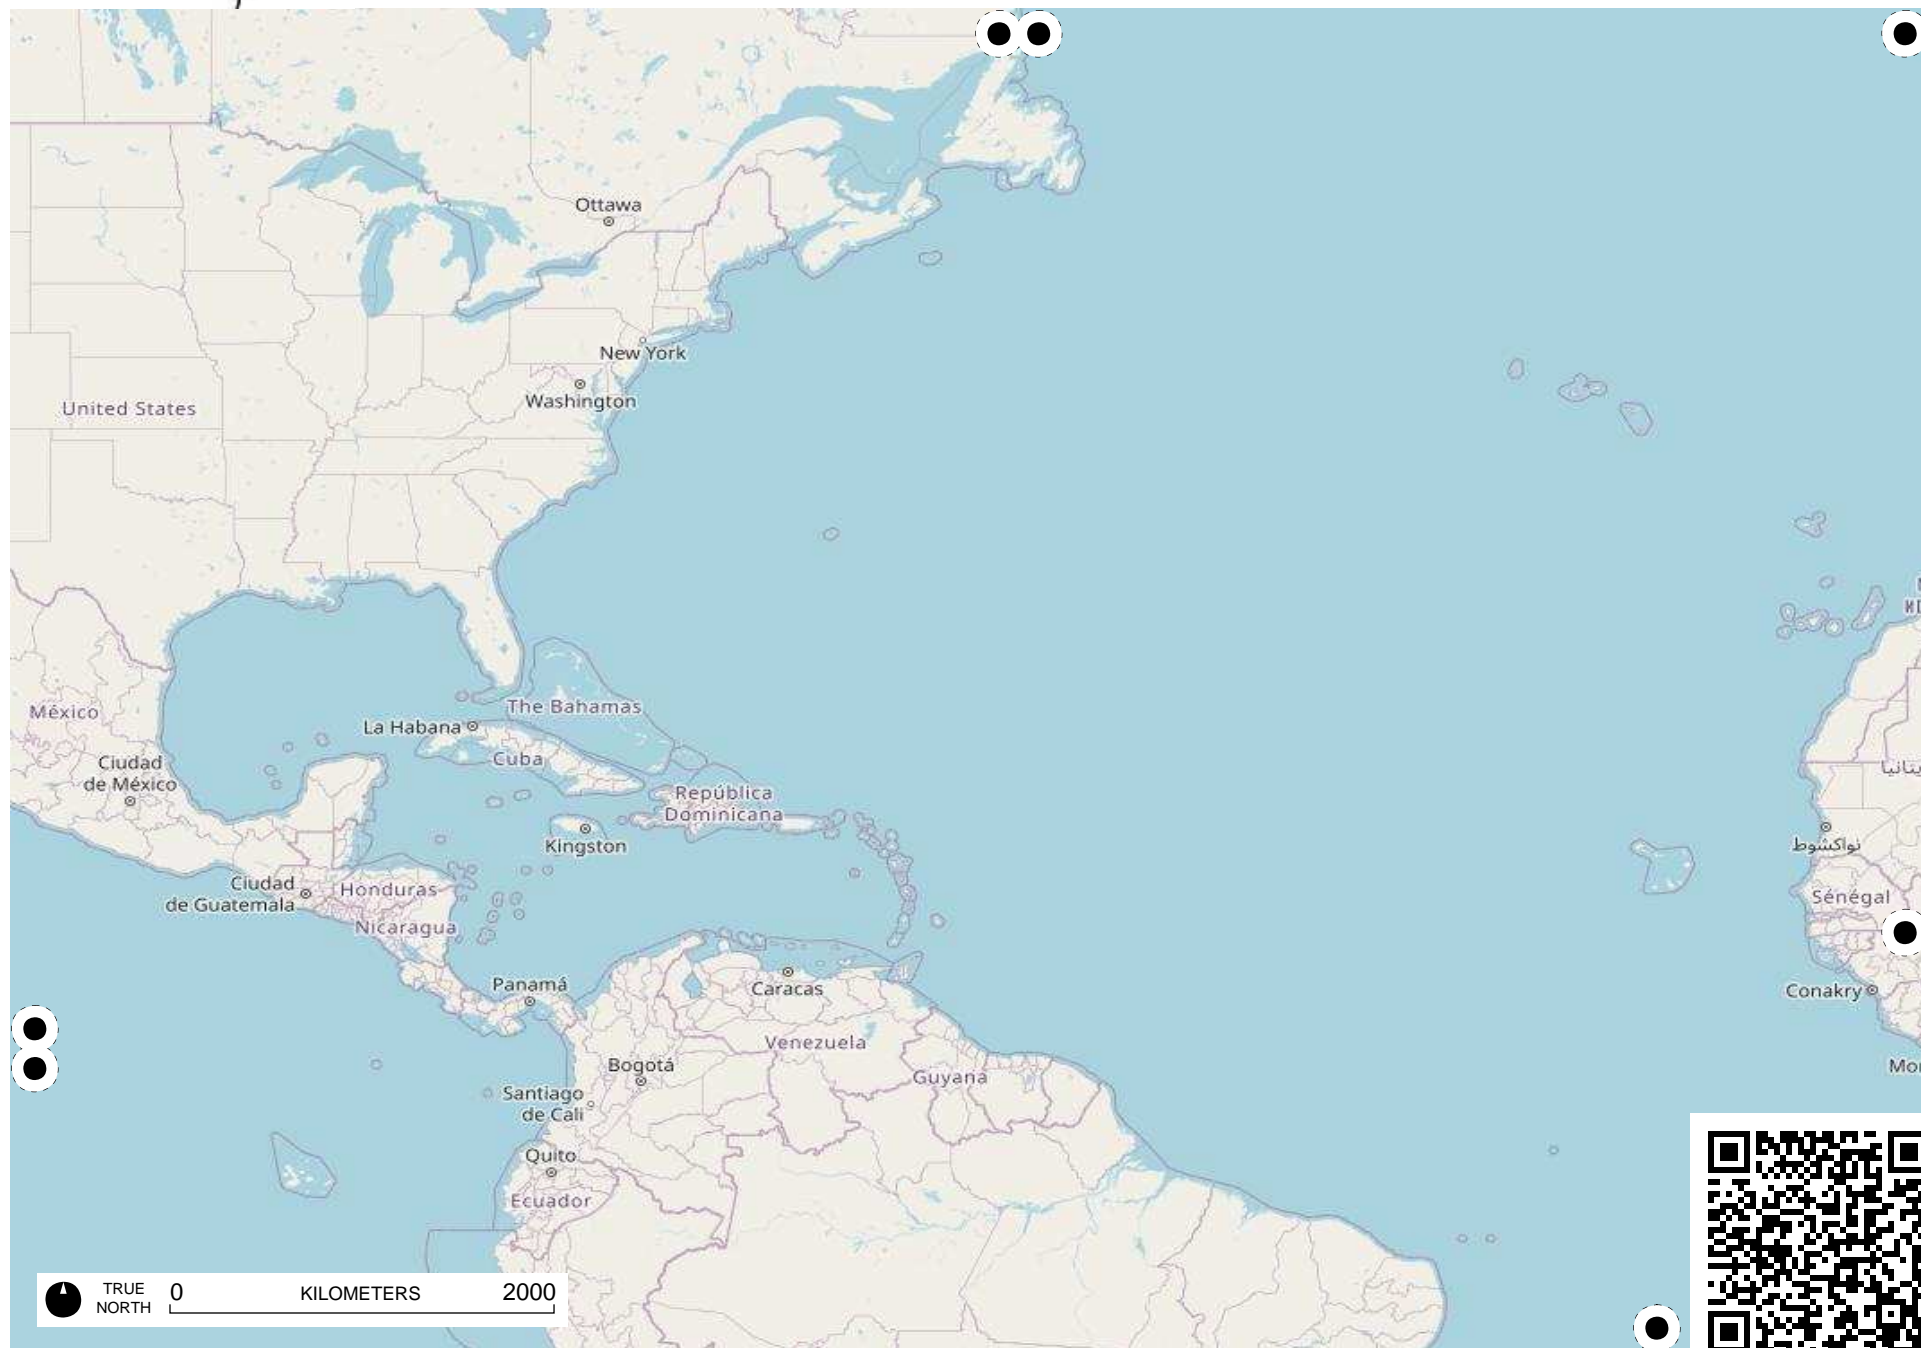 Ottawa
New York
Washington
United States
México
The Bahamas
La Habana
Cuba
Ciudad
de México
República
Dominicana
Kingston
نواكشوط
Ciudad
de Guatemala
Honduras
Sénégal
Nicaragua
Panamá
Caracas
Conakry
Venezuela
Bogotá
Guyana
Santiago
de Cali
Quito
Ecuador
TRUE
NORTH
0
KILOMETERS
2000